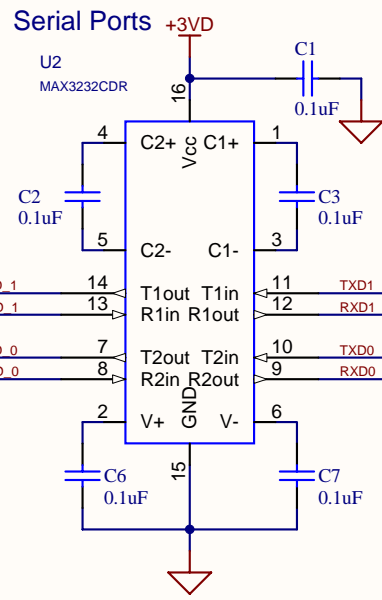 Serial Ports
+3VD
U2
MAX3232CDR
C1
0.1uF
16
4
C2+
Vcc
C1+
1
C2
0.1uF
C3
0.1uF
5
C2-
C1-
3
14
T1out
T1in
11
TXD1
13
R1in
R1out
12
RXD1
7
T2out
T2in
10
TXD0
8
R2in
R2out
9
RXD0
2
V+
GND
V-
6
15
C6
0.1uF
C7
0.1uF